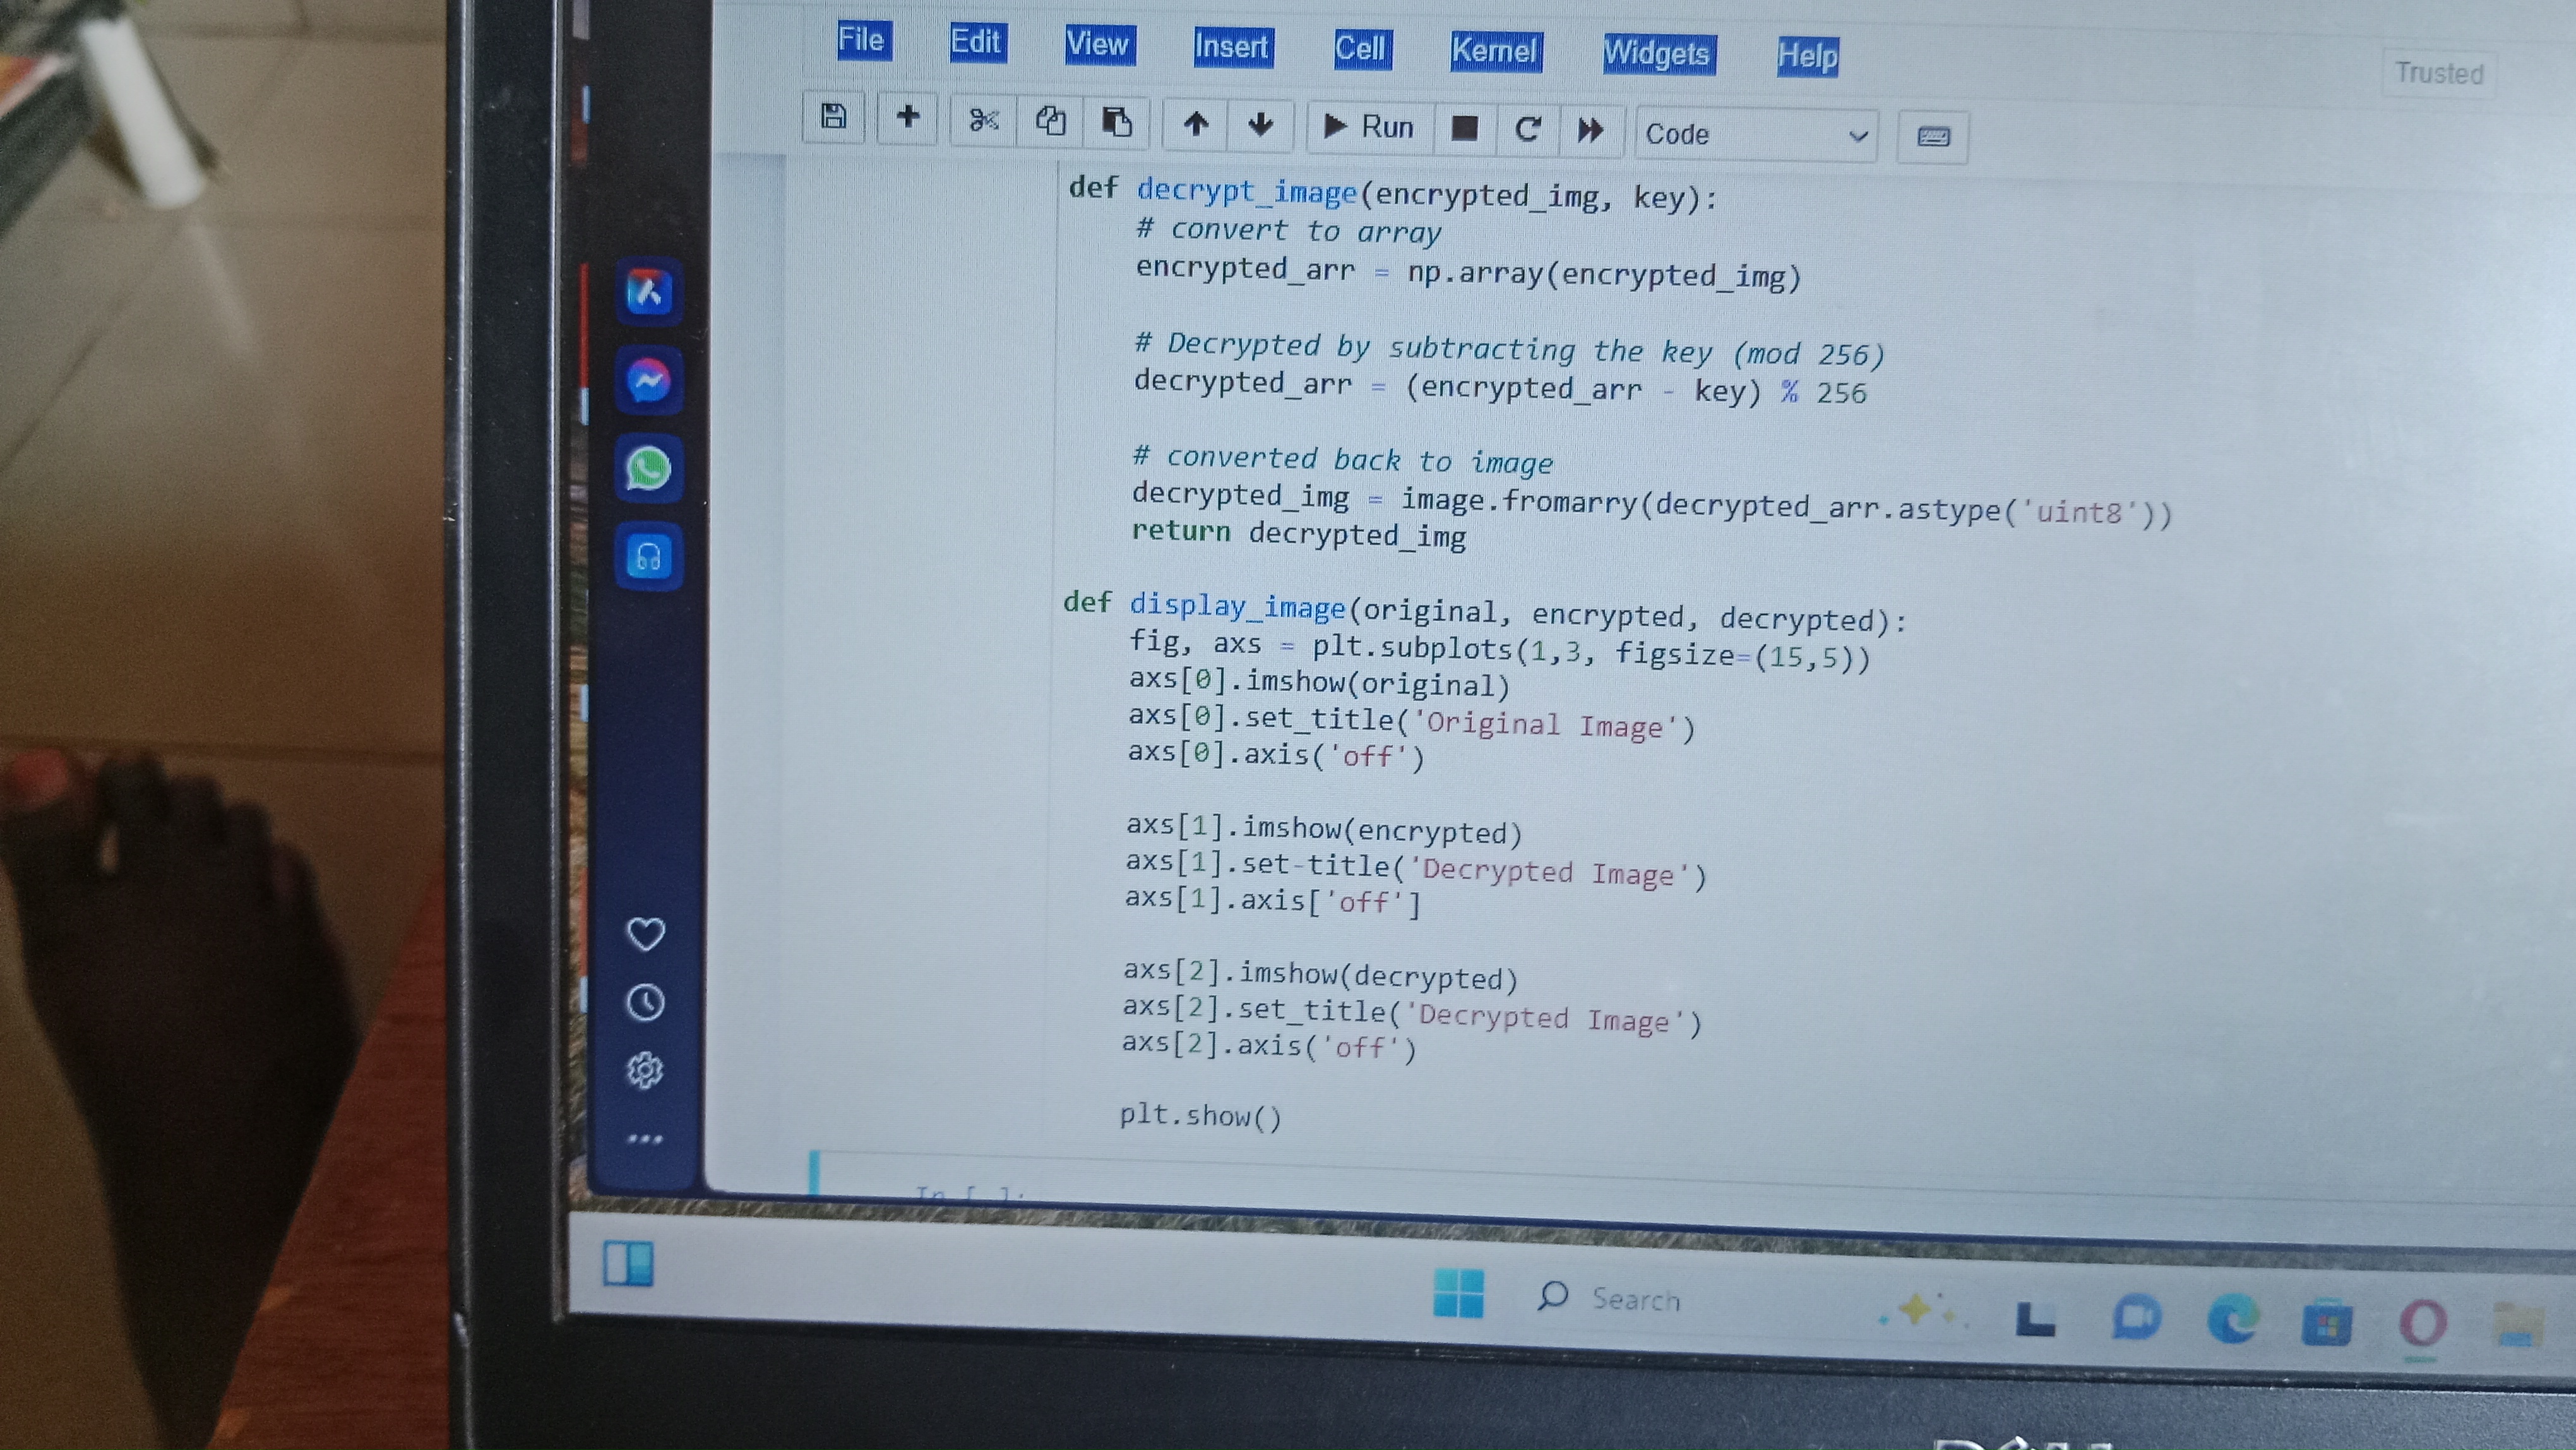 File Edit View Insert Cell Kernel Widgets Help
Trusted
Run Code
def decrypt_image(encrypted_img, key):
# convert to array
encrypted_arr = np.array(encrypted_img)
# Decrypted by subtracting the key (mod 256)
decrypted_arr = (encrypted_arr - key) % 256
# converted back to image
decrypted_img = image.fromarry(decrypted_arr.astype('uint8'))
return decrypted_img
def display_image(original, encrypted, decrypted):
fig, axs = plt.subplots(1,3, figsize=(15,5))
axs[0].imshow(original)
axs[0].set_title('Original Image')
axs[0].axis('off')
axs[1].imshow(encrypted)
axs[1].set-title('Decrypted Image')
axs[1].axis['off']
axs[2].imshow(decrypted)
axs[2].set_title('Decrypted Image')
axs[2].axis('off')
plt.show()
In [ ]:
Search